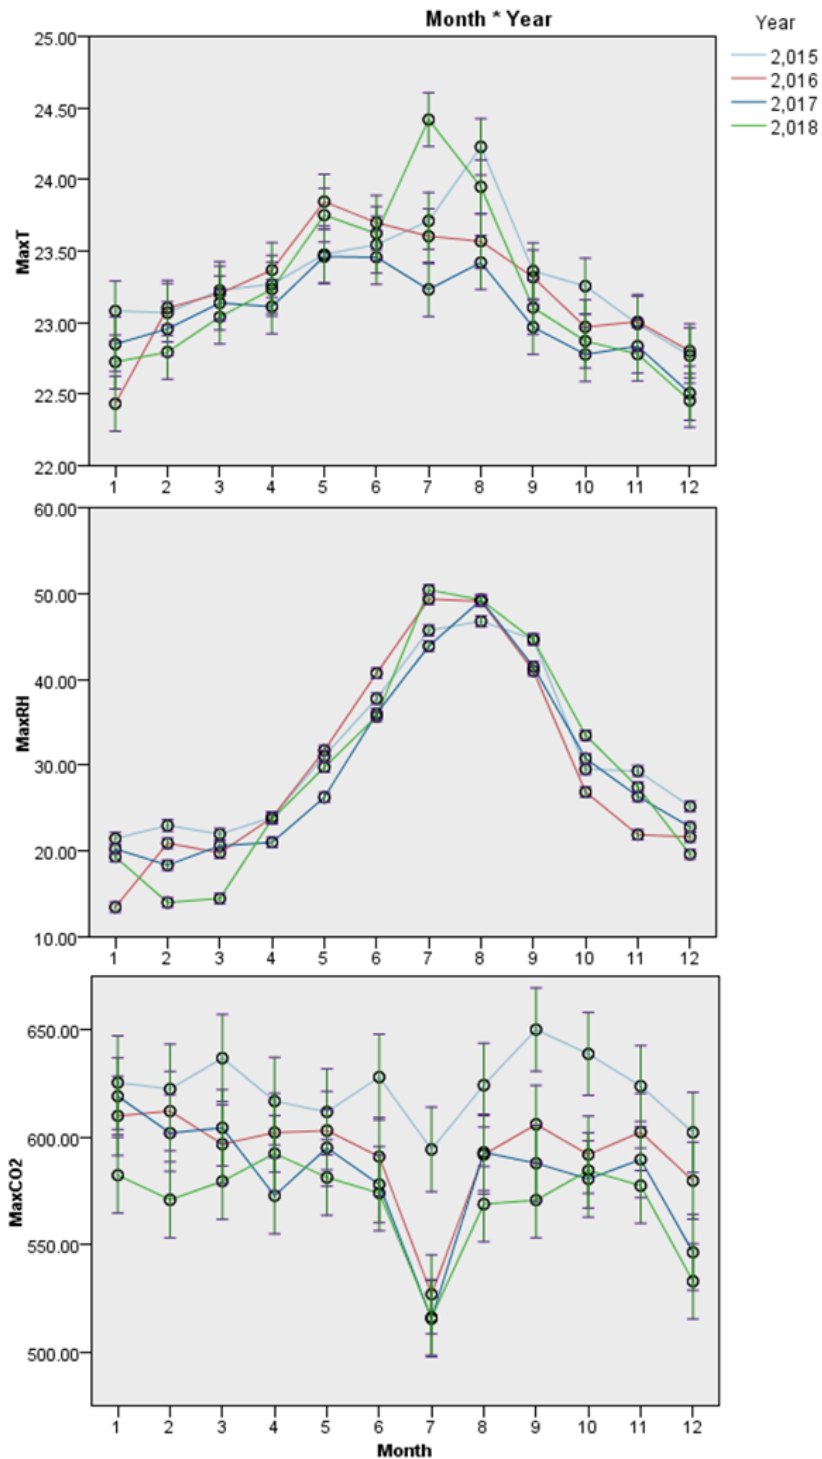 Month * Year
Year
2,015
2,016
2,017
2,018
25.00
24.50
24.00
23.50
23.00
22.50
22.00
MaxT
1 2 3 4 5 6 7 8 9 10 11 12
60.00
50.00
40.00
30.00
20.00
10.00
MaxRH
1 2 3 4 5 6 7 8 9 10 11 12
650.00
600.00
550.00
500.00
MaxCO2
1 2 3 4 5 6 7 8 9 10 11 12
Month